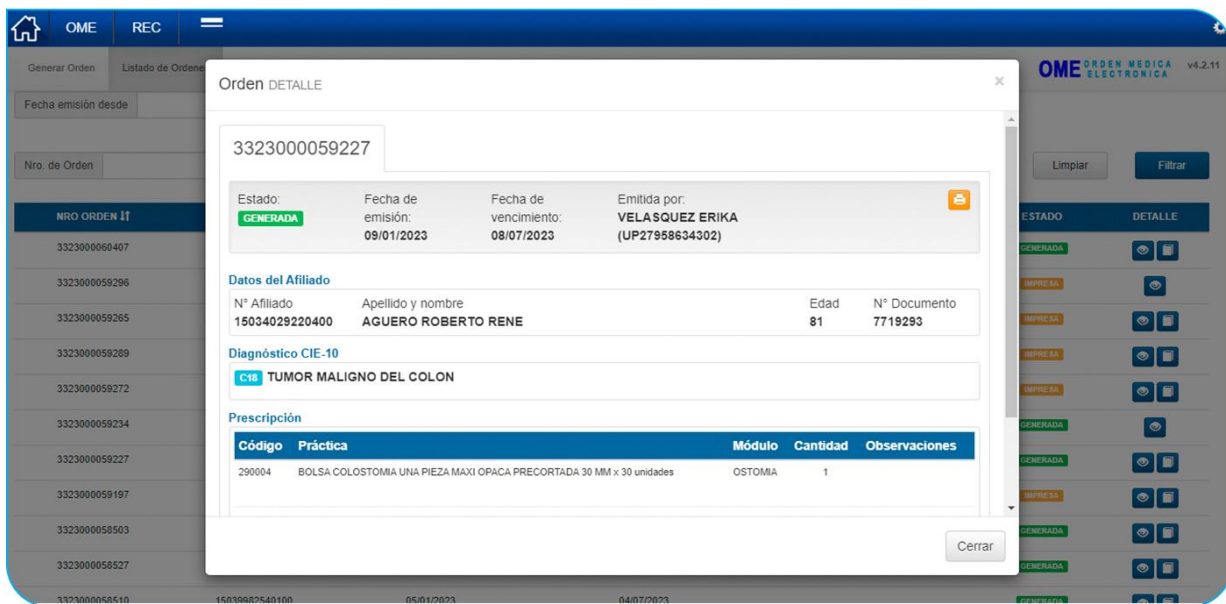 OME REC
Generar Orden Listado de Ordene
OME ORDEN MEDICA ELECTRONICA v4.2.11
Orden DETALLE ×
Fecha emisión desde
3323000059227
Nro. de Orden Limpiar Filtrar
Estado: Fecha de emisión: Fecha de vencimiento: Emitida por:
GENERADA 09/01/2023 08/07/2023 VELASQUEZ ERIKA
(UP27958634302)
NRO ORDEN ESTADO DETALLE
3323000060407 GENERADA
Datos del Afiliado
3323000059296 IMPRESA
N° Afiliado Apellido y nombre Edad N° Documento
15034029220400 AGUERO ROBERTO RENE 81 7719293
3323000059265 IMPRESA
Diagnóstico CIE-10
3323000059289 IMPRESA
C18 TUMOR MALIGNO DEL COLON
3323000059272 IMPRESA
Prescripción
3323000059234 GENERADA
Código Práctica Módulo Cantidad Observaciones
3323000059227 GENERADA
290004 BOLSA COLOSTOMIA UNA PIEZA MAXI OPACA PRECORTADA 30 MM x 30 unidades OSTOMIA 1
3323000059197 IMPRESA
3323000058503 GENERADA
Cerrar
3323000058527 GENERADA
3323000058510 15039982540100 05/01/2023 04/07/2023 GENERADA